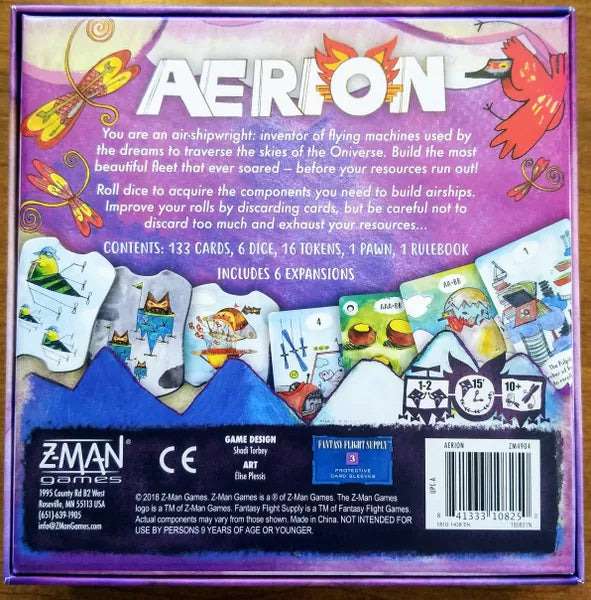 AERION
You are an air-shipwright: inventor of flying machines used by
the dreams to traverse the skies of the Oniverse. Build the most
beautiful fleet that ever soared – before your resources run out!
Roll dice to acquire the components you need to build airships.
Improve your rolls by discarding cards, but be careful not to
discard too much and exhaust your resources...
CONTENTS: 133 CARDS, 6 DICE, 16 TOKENS, 1 PAWN, 1 RULEBOOK
INCLUDES 6 EXPANSIONS
1
AA-BB
AAA-BB
4
1-2
15'
10+
Z-MAN
games
1995 County Rd B2 West
Roseville, MN 55113 USA
(651)-639-1905
info@ZManGames.com
CE
GAME DESIGN
Shadi Torbey
ART
Élise Plessis
FANTASY FLIGHT SUPPLY
3
PROTECTIVE
CARD SLEEVES
© 2018 Z-Man Games. Z-Man Games is a ® of Z-Man Games. The Z-Man Games
logo is a TM of Z-Man Games. Fantasy Flight Supply is a TM of Fantasy Flight Games.
Actual components may vary from those shown. Made in China. NOT INTENDED FOR
USE BY PERSONS 9 YEARS OF AGE OR YOUNGER.
AERION ZM4904
UPC-A
8 41333 10825 0